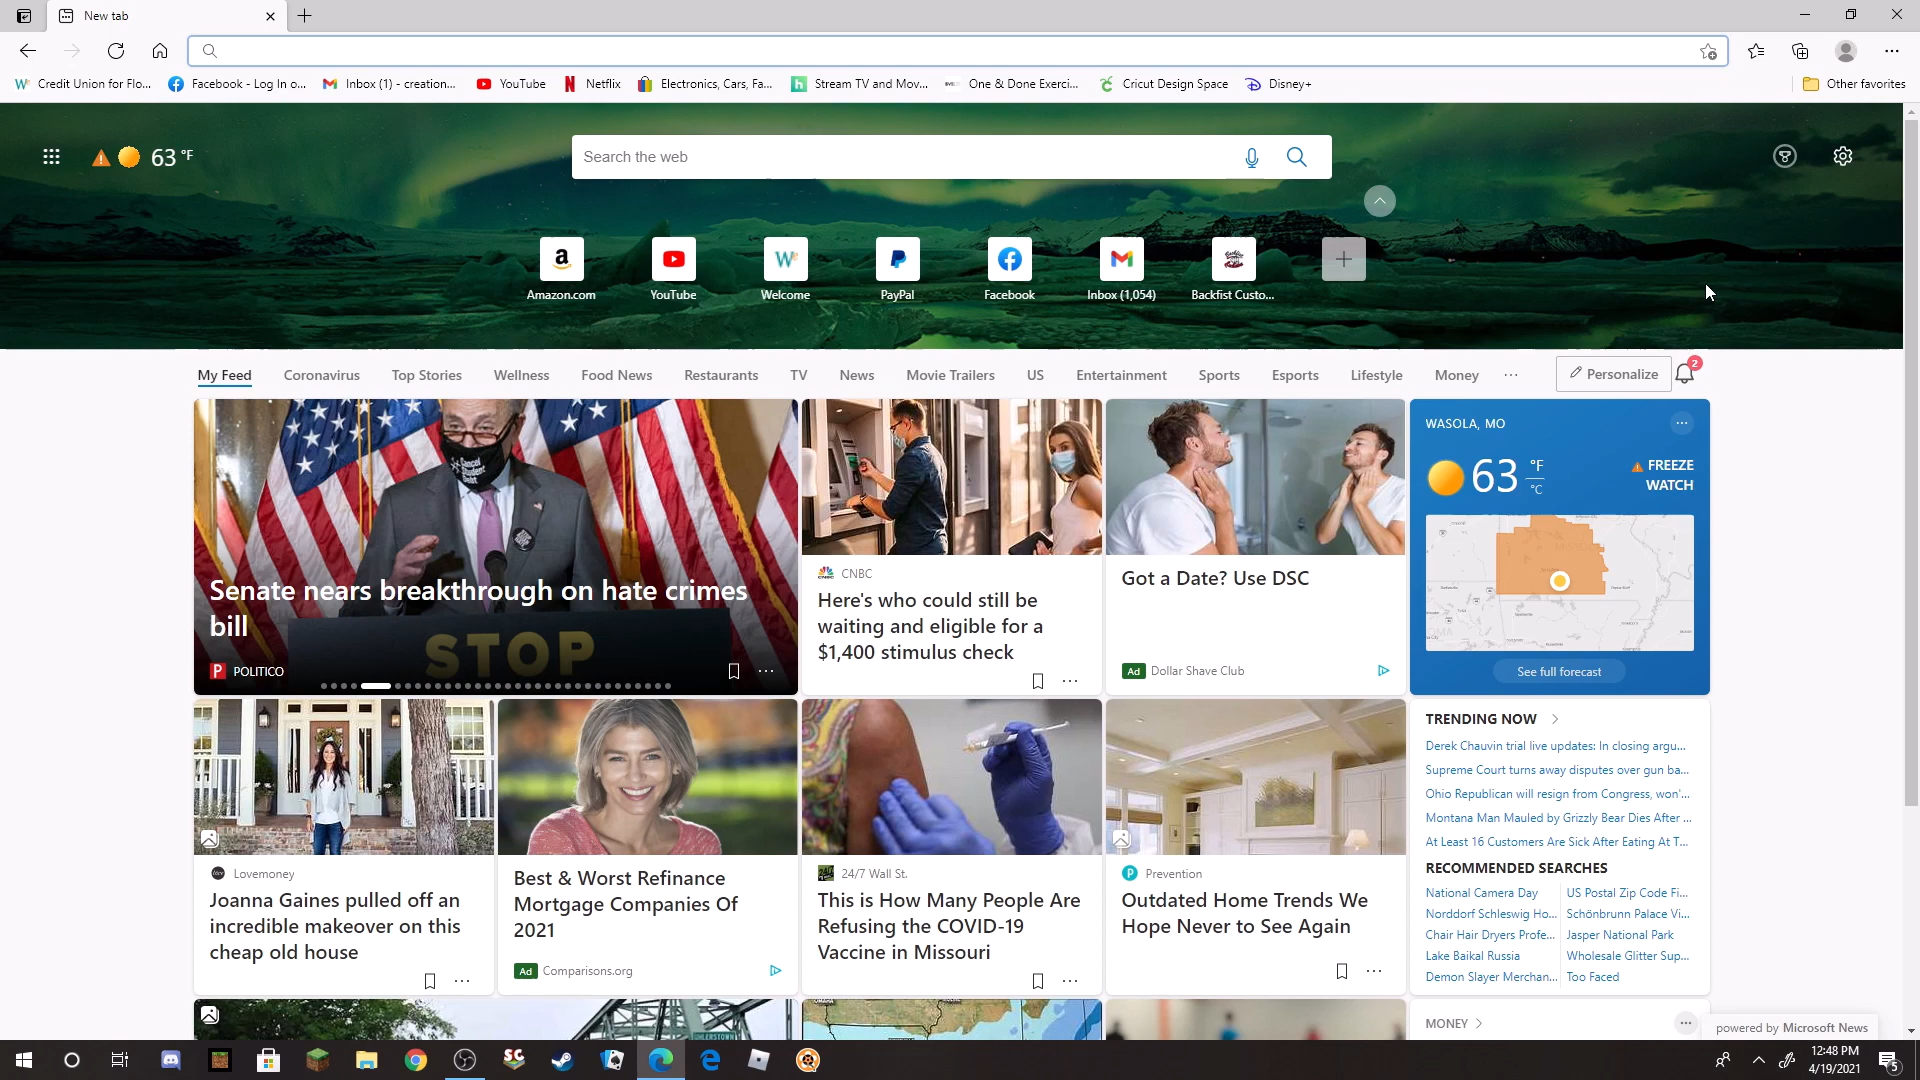 New tab
Credit Union for Flo...
Facebook - Log In o...
Inbox (1) - creation...
YouTube
Netflix
Electronics, Cars, Fa...
Stream TV and Mov...
One & Done Exerci...
Cricut Design Space
Disney+
Other favorites
63 °F
Search the web
Amazon.com
YouTube
Welcome
PayPal
Facebook
Inbox (1,054)
Backfist Custo...
My Feed
Coronavirus
Top Stories
Wellness
Food News
Restaurants
TV
News
Movie Trailers
US
Entertainment
Sports
Esports
Lifestyle
Money
Personalize
2
Cancel
Student
Debt
STOP
Senate nears breakthrough on hate crimes
bill
POLITICO
CNBC
Here's who could still be
waiting and eligible for a
$1,400 stimulus check
Got a Date? Use DSC
Ad Dollar Shave Club
WASOLA, MO
63 °F
°C
FREEZE
WATCH
See full forecast
Lovemoney
Joanna Gaines pulled off an
incredible makeover on this
cheap old house
Best & Worst Refinance
Mortgage Companies Of
2021
Ad Comparisons.org
24/7 Wall St.
This is How Many People Are
Refusing the COVID-19
Vaccine in Missouri
Prevention
Outdated Home Trends We
Hope Never to See Again
TRENDING NOW
Derek Chauvin trial live updates: In closing argu...
Supreme Court turns away disputes over gun ba...
Ohio Republican will resign from Congress, won'...
Montana Man Mauled by Grizzly Bear Dies After ...
At Least 16 Customers Are Sick After Eating At T...
RECOMMENDED SEARCHES
National Camera Day
US Postal Zip Code Fi...
Norddorf Schleswig Ho...
Schönbrunn Palace Vi...
Chair Hair Dryers Profe...
Jasper National Park
Lake Baikal Russia
Wholesale Glitter Sup...
Demon Slayer Merchan...
Too Faced
MONEY
powered by Microsoft News
12:48 PM
4/19/2021
5